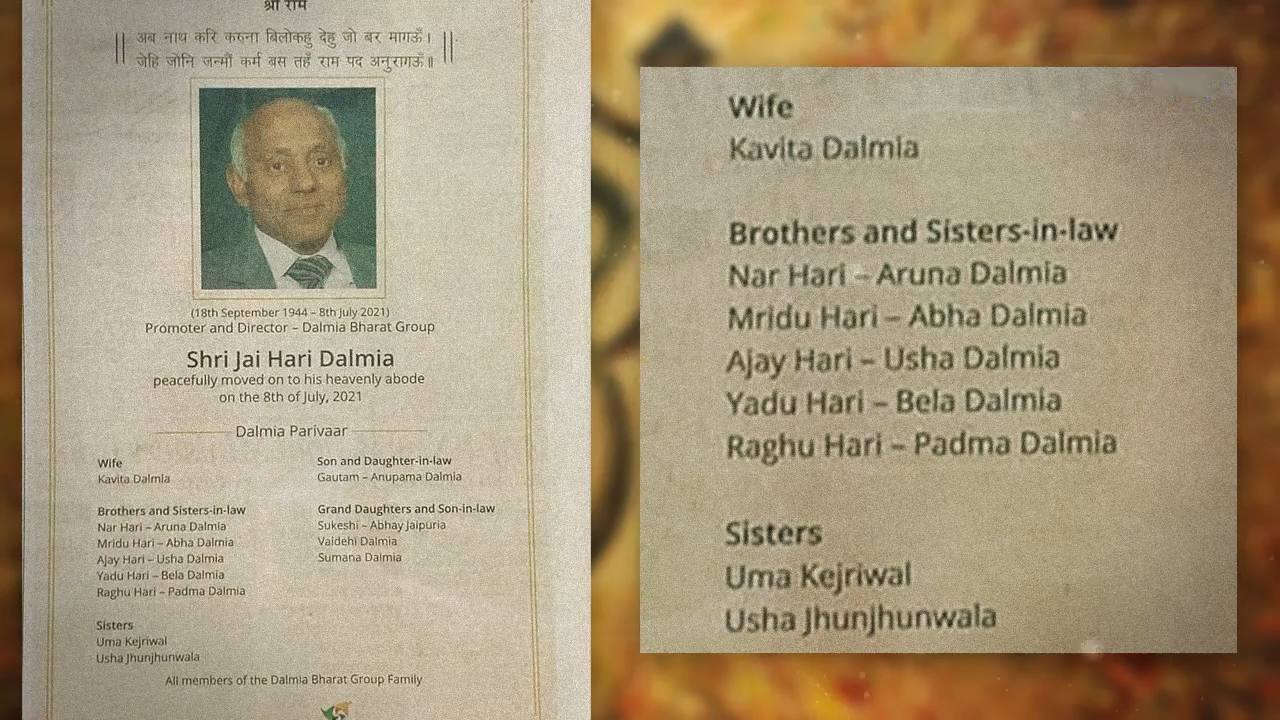 श्री राम
अब नाथ करि करुना बिलोकहु देहु जो बर मागऊँ।
जेहि जोनि जन्मौं कर्म बस तहँ राम पद अनुरागऊँ॥
(18th September 1944 – 8th July 2021)
Promoter and Director – Dalmia Bharat Group
Shri Jai Hari Dalmia
peacefully moved on to his heavenly abode
on the 8th of July, 2021
Dalmia Parivaar
Wife
Kavita Dalmia
Brothers and Sisters-in-law
Nar Hari – Aruna Dalmia
Mridu Hari – Abha Dalmia
Ajay Hari – Usha Dalmia
Yadu Hari – Bela Dalmia
Raghu Hari – Padma Dalmia
Sisters
Uma Kejriwal
Usha Jhunjhunwala
Son and Daughter-in-law
Gautam – Anupama Dalmia
Grand Daughters and Son-in-law
Sukeshi – Abhay Jaipuria
Vaidehi Dalmia
Sumana Dalmia
All members of the Dalmia Bharat Group Family
Wife
Kavita Dalmia
Brothers and Sisters-in-law
Nar Hari – Aruna Dalmia
Mridu Hari – Abha Dalmia
Ajay Hari – Usha Dalmia
Yadu Hari – Bela Dalmia
Raghu Hari – Padma Dalmia
Sisters
Uma Kejriwal
Usha Jhunjhunwala